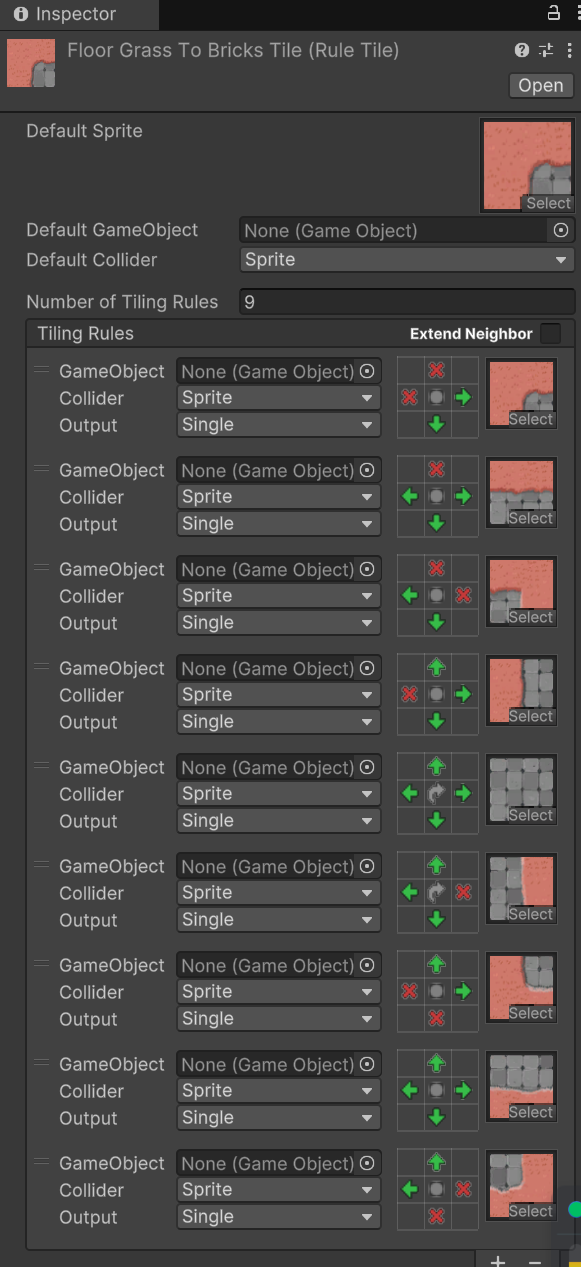 Inspector
Floor Grass To Bricks Tile (Rule Tile)
Open
Default Sprite
Select
Default GameObject None (Game Object)
Default Collider Sprite
Number of Tiling Rules 9
Tiling Rules Extend Neighbor
GameObject None (Game Object)
Collider Sprite
Output Single
Select
GameObject None (Game Object)
Collider Sprite
Output Single
Select
GameObject None (Game Object)
Collider Sprite
Output Single
Select
GameObject None (Game Object)
Collider Sprite
Output Single
Select
GameObject None (Game Object)
Collider Sprite
Output Single
Select
GameObject None (Game Object)
Collider Sprite
Output Single
Select
GameObject None (Game Object)
Collider Sprite
Output Single
Select
GameObject None (Game Object)
Collider Sprite
Output Single
Select
GameObject None (Game Object)
Collider Sprite
Output Single
Select
+ −